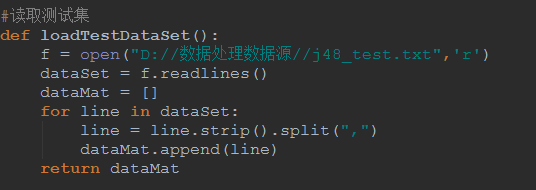 #读取测试集
def loadTestDataSet():
    f = open("D://数据处理数据源//j48_test.txt",'r')
    dataSet = f.readlines()
    dataMat = []
    for line in dataSet:
        line = line.strip().split(",")
        dataMat.append(line)
    return dataMat